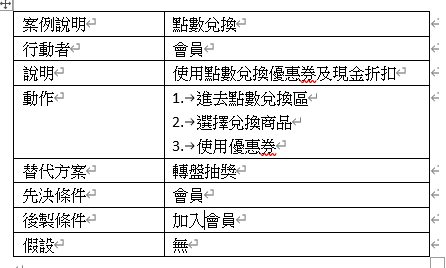 案例說明 點數兌換
行動者 會員
說明 使用點數兌換優惠券及現金折扣
動作 1.進去點數兌換區
2.選擇兌換商品
3.使用優惠券
替代方案 轉盤抽獎
先決條件 會員
後製條件 加入會員
假設 無